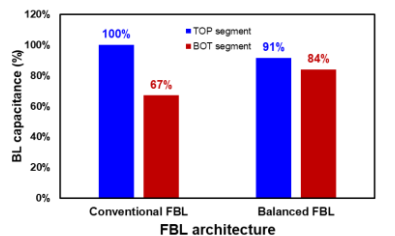 120%
100%
80%
60%
40%
20%
0%
BL capacitance (%)
TOP segment
BOT segment
100%
67%
91%
84%
Conventional FBL
Balanced FBL
FBL architecture